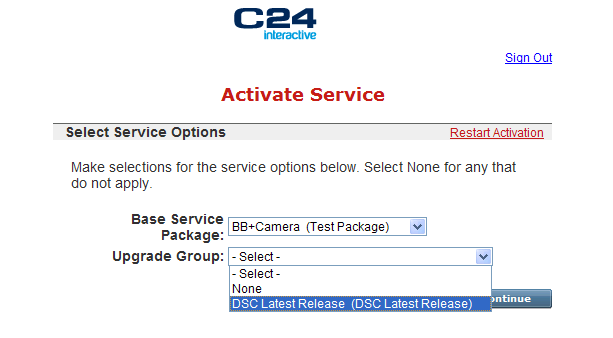 C24
interactive
Sign Out
Activate Service
Select Service Options
Restart Activation
Make selections for the service options below. Select None for any that
do not apply.
Base Service
Package:
BB+Camera (Test Package)
Upgrade Group:
- Select -
- Select -
None
DSC Latest Release (DSC Latest Release)
ontinue